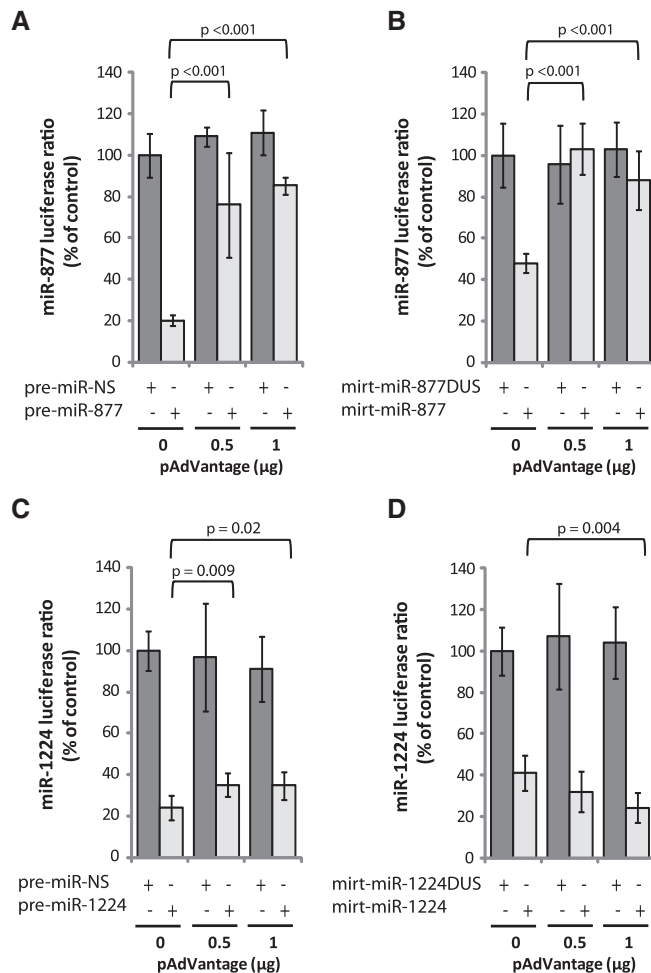 A
p <0.001
p <0.001
miR-877 luciferase ratio
(% of control)
140
120
100
80
60
40
20
0
pre-miR-NS + - + - + -
pre-miR-877 - + - + - +
0 0.5 1
pAdVantage (µg)
B
p <0.001
p <0.001
miR-877 luciferase ratio
(% of control)
140
120
100
80
60
40
20
0
mirt-miR-877DUS + - + - + -
mirt-miR-877 - + - + - +
0 0.5 1
pAdVantage (µg)
C
p = 0.02
p = 0.009
miR-1224 luciferase ratio
(% of control)
140
120
100
80
60
40
20
0
pre-miR-NS + - + - + -
pre-miR-1224 - + - + - +
0 0.5 1
pAdVantage (µg)
D
p = 0.004
miR-1224 luciferase ratio
(% of control)
140
120
100
80
60
40
20
0
mirt-miR-1224DUS + - + - + -
mirt-miR-1224 - + - + - +
0 0.5 1
pAdVantage (µg)